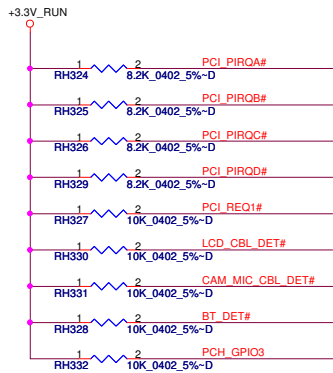 +3.3V_RUN
1 2 PCI_PIRQA#
RH324 8.2K_0402_5%~D
1 2 PCI_PIRQB#
RH325 8.2K_0402_5%~D
1 2 PCI_PIRQC#
RH326 8.2K_0402_5%~D
1 2 PCI_PIRQD#
RH329 8.2K_0402_5%~D
1 2 PCI_REQ1#
RH327 10K_0402_5%~D
1 2 LCD_CBL_DET#
RH330 10K_0402_5%~D
1 2 CAM_MIC_CBL_DET#
RH331 10K_0402_5%~D
1 2 BT_DET#
RH328 10K_0402_5%~D
1 2 PCH_GPIO3
RH332 10K_0402_5%~D